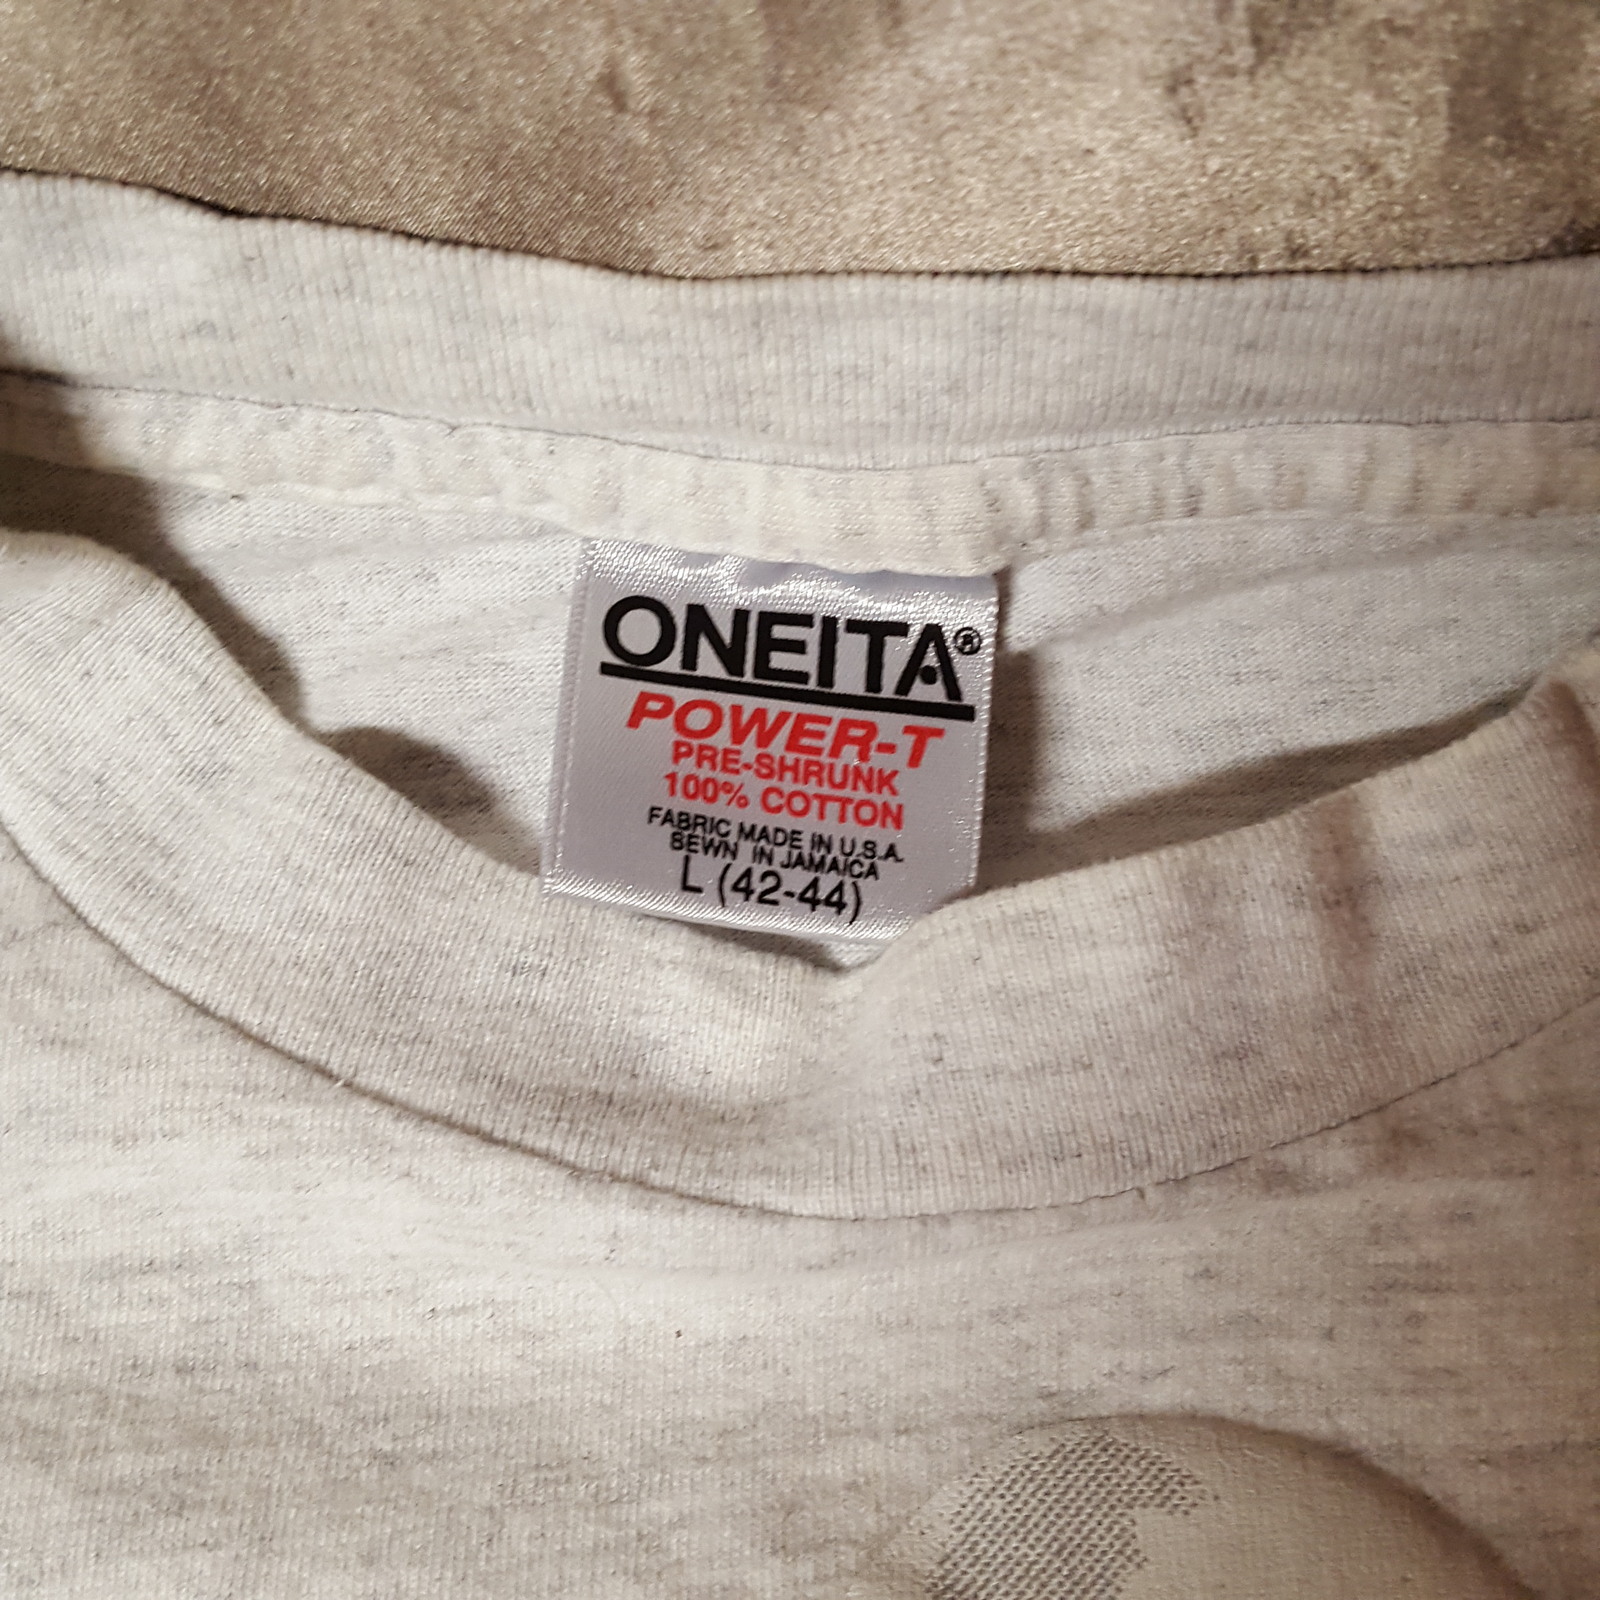 ONEITA®
POWER-T
PRE-SHRUNK
100% COTTON
FABRIC MADE IN U.S.A.
SEWN IN JAMAICA
L (42-44)